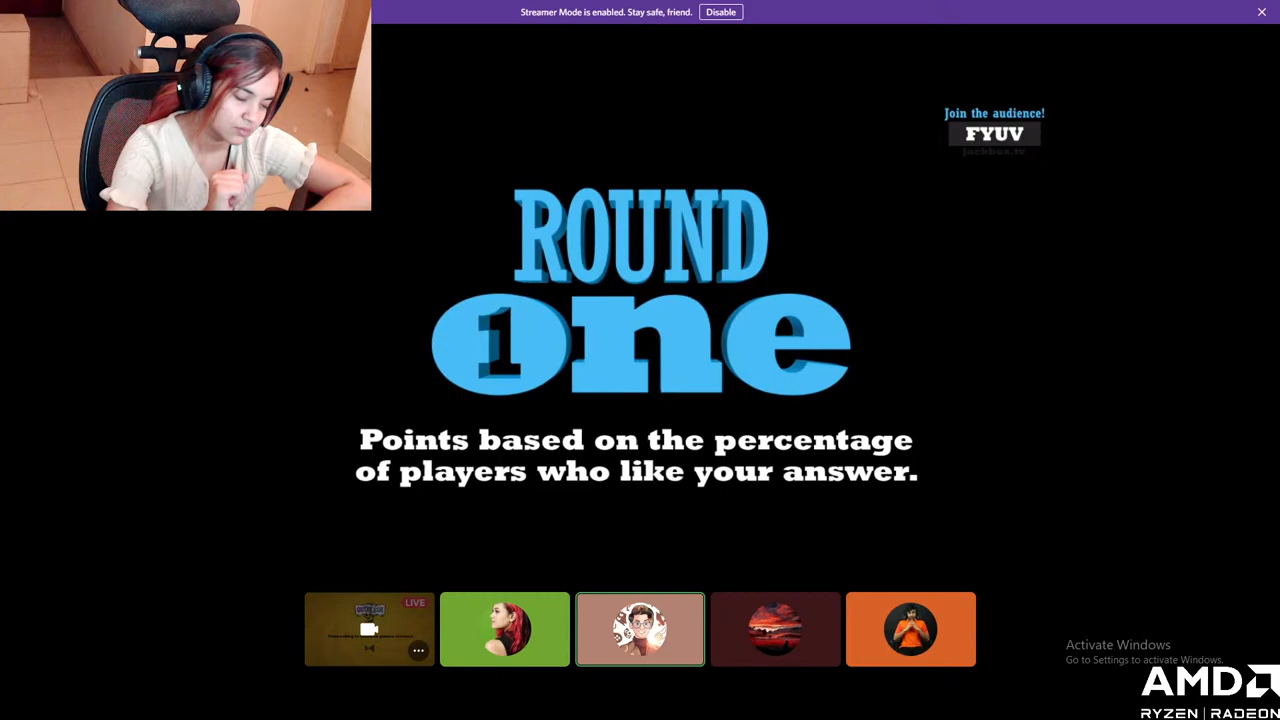 Streamer Mode is enabled. Stay safe, friend. Disable
Join the audience!
FYUV
jackbox.tv
ROUND
One
1
Points based on the percentage
of players who like your answer.
LIVE
Activate Windows
Go to Settings to activate Windows.
AMD
RYZEN | RADEON